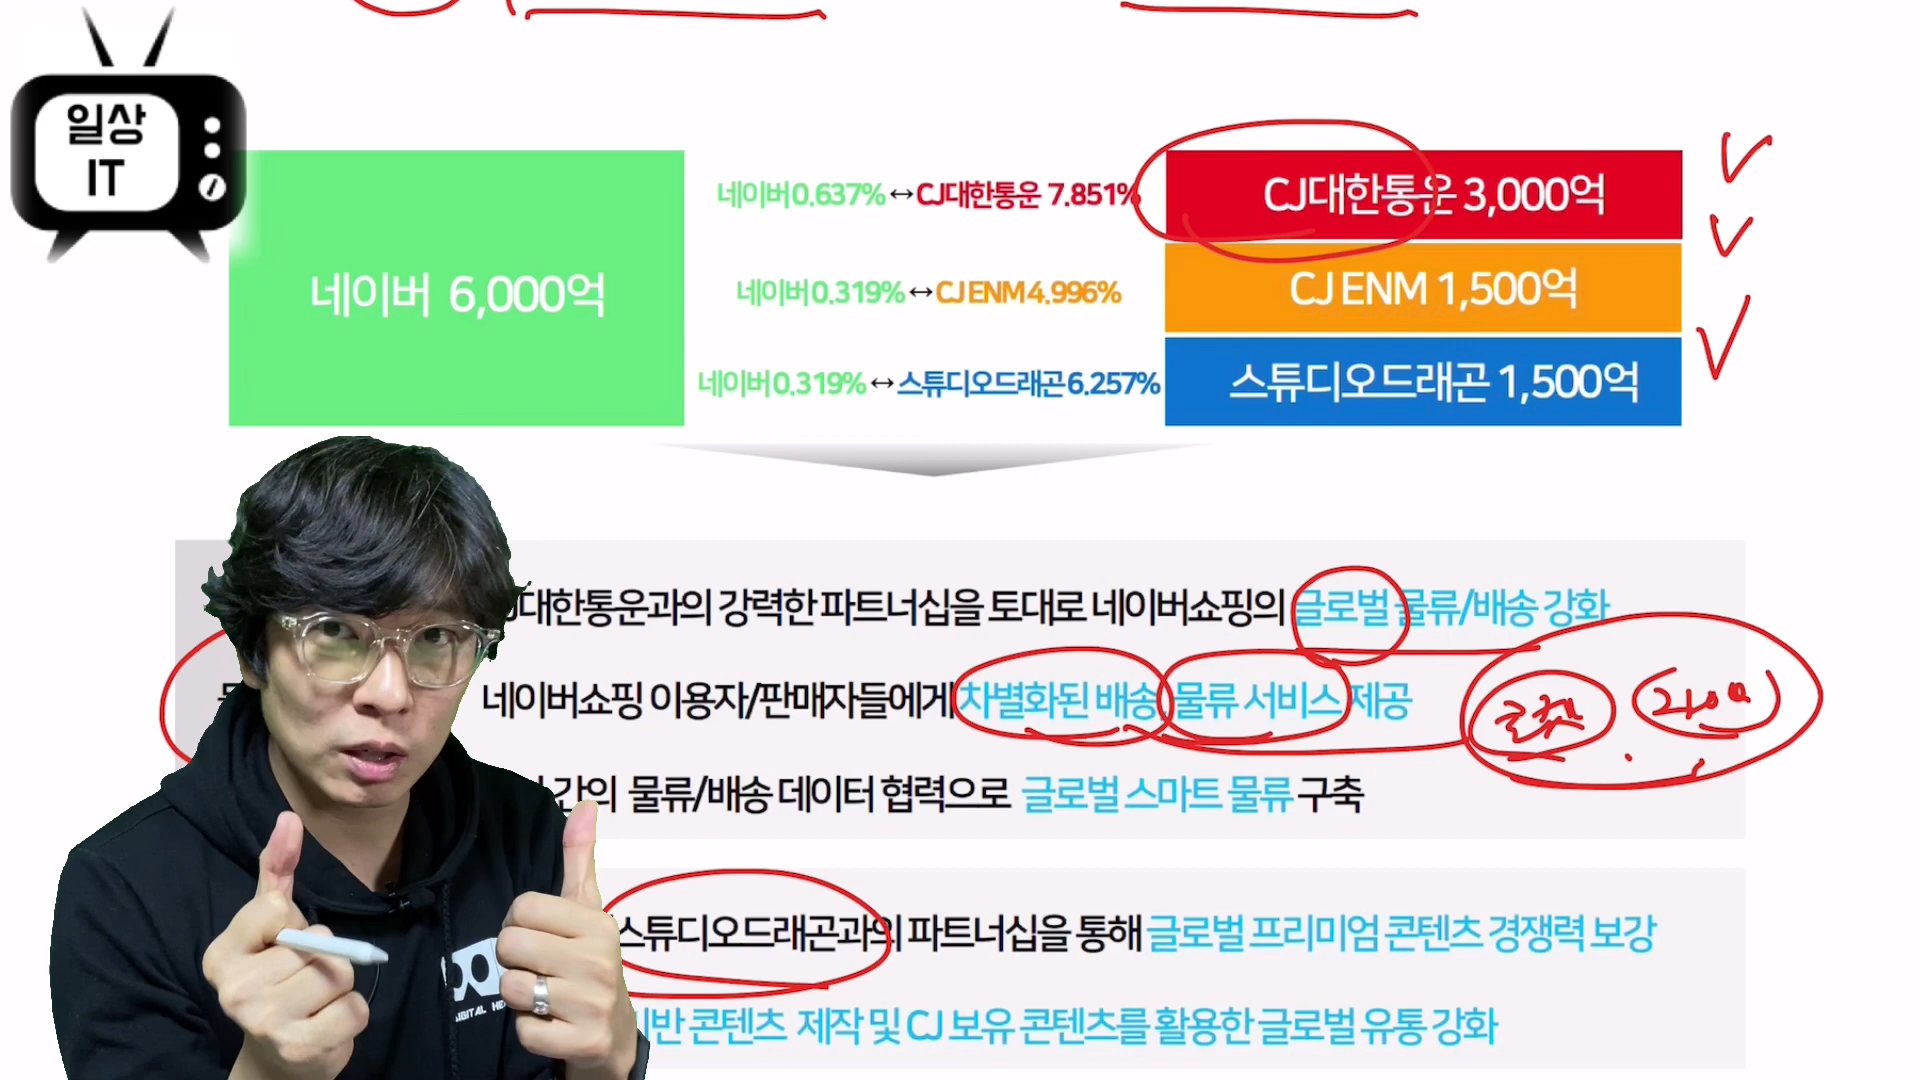 일상
IT
네이버 6,000억
네이버 0.637% ↔ CJ대한통운 7.851%
CJ대한통운 3,000억
네이버 0.319% ↔ CJ ENM 4.996%
CJ ENM 1,500억
네이버 0.319% ↔ 스튜디오드래곤 6.257%
스튜디오드래곤 1,500억
대한통운과의 강력한 파트너십을 토대로 네이버쇼핑의 글로벌 물류/배송 강화
네이버쇼핑 이용자/판매자들에게 차별화된 배송, 물류 서비스 제공
간의 물류/배송 데이터 협력으로 글로벌 스마트 물류 구축
스튜디오드래곤과의 파트너십을 통해 글로벌 프리미엄 콘텐츠 경쟁력 보강
반 콘텐츠 제작 및 CJ 보유 콘텐츠를 활용한 글로벌 유통 강화